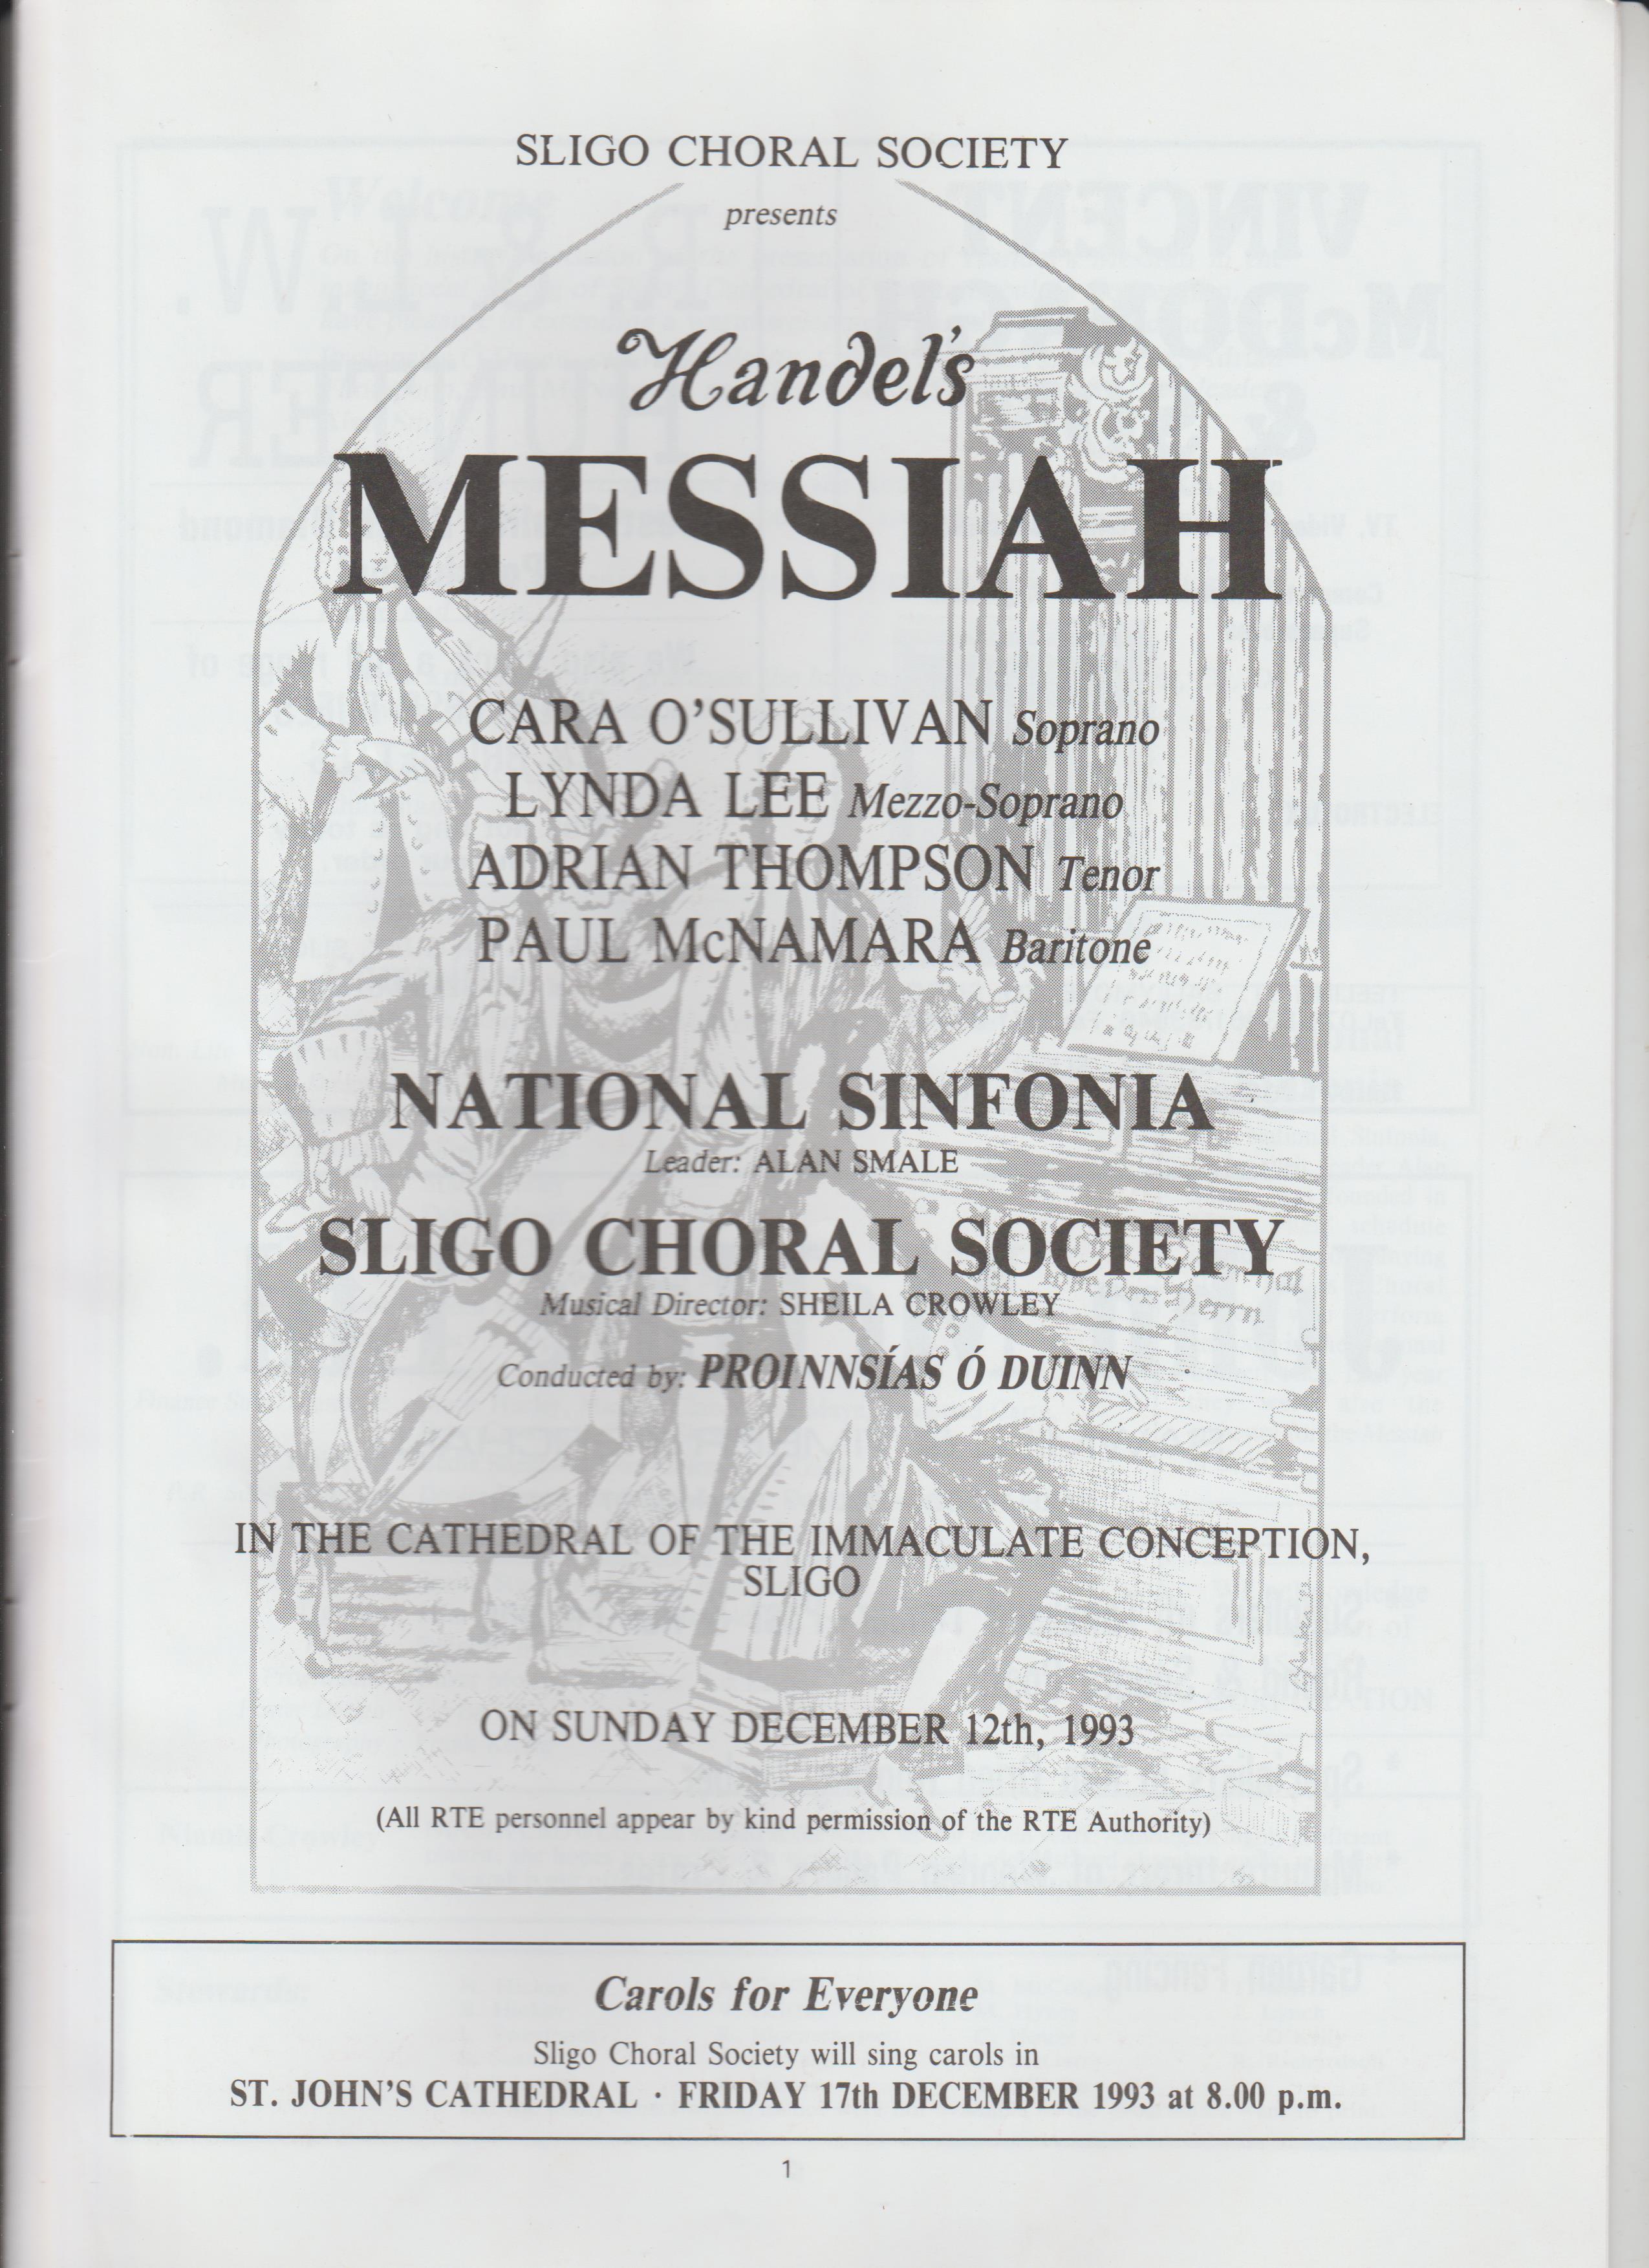 SLIGO CHORAL SOCIETY
presents
Handel's
MESSIAH
CARA O'SULLIVAN Soprano
LYNDA LEE Mezzo-Soprano
ADRIAN THOMPSON Tenor
PAUL McNAMARA Baritone
NATIONAL SINFONIA
Leader: ALAN SMALE
SLIGO CHORAL SOCIETY
Musical Director: SHEILA CROWLEY
Conducted by: PROINNSÍAS Ó DUINN
IN THE CATHEDRAL OF THE IMMACULATE CONCEPTION,
SLIGO
ON SUNDAY DECEMBER 12th, 1993
(All RTE personnel appear by kind permission of the RTE Authority)
Carols for Everyone
Sligo Choral Society will sing carols in
ST. JOHN'S CATHEDRAL · FRIDAY 17th DECEMBER 1993 at 8.00 p.m.
1